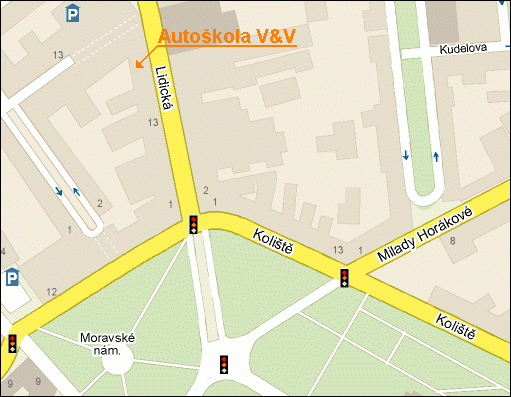 P
Autoškola V&V
Kudelova
13
Lidická
13
2
2
1
1
1
Koliště
Milady Horákové
13
1
8
4
P
12
Koliště
Moravské
nám.
9
9